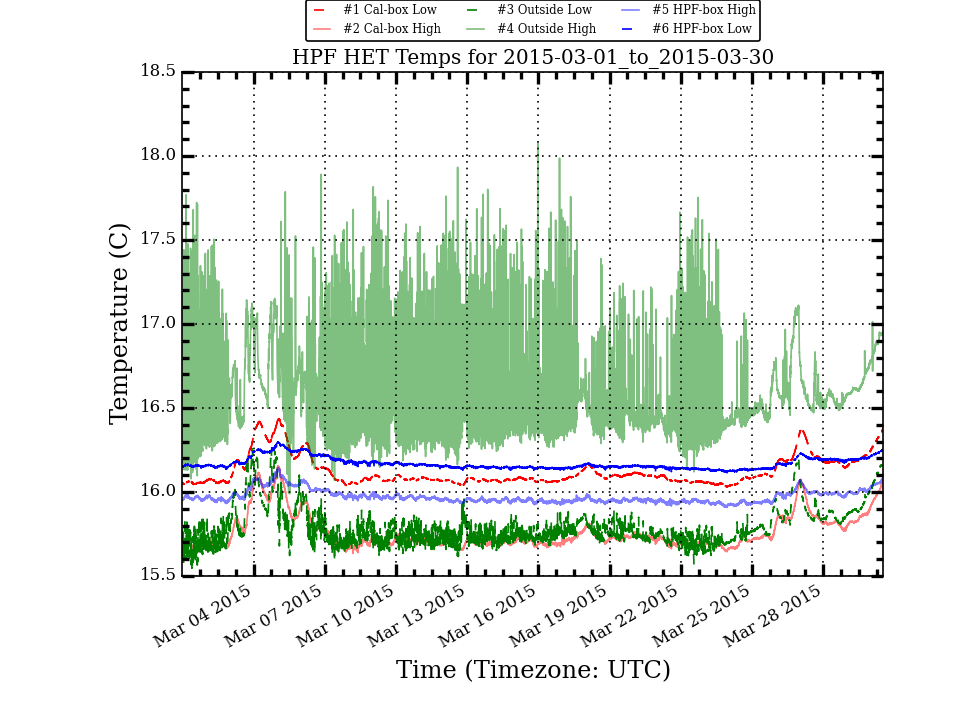 #1 Cal-box Low #3 Outside Low #5 HPF-box High
#2 Cal-box High #4 Outside High #6 HPF-box Low
HPF HET Temps for 2015-03-01_to_2015-03-30
18.5
18.0
17.5
17.0
16.5
16.0
15.5
Temperature (C)
Mar 04 2015
Mar 07 2015
Mar 10 2015
Mar 13 2015
Mar 16 2015
Mar 19 2015
Mar 22 2015
Mar 25 2015
Mar 28 2015
Time (Timezone: UTC)